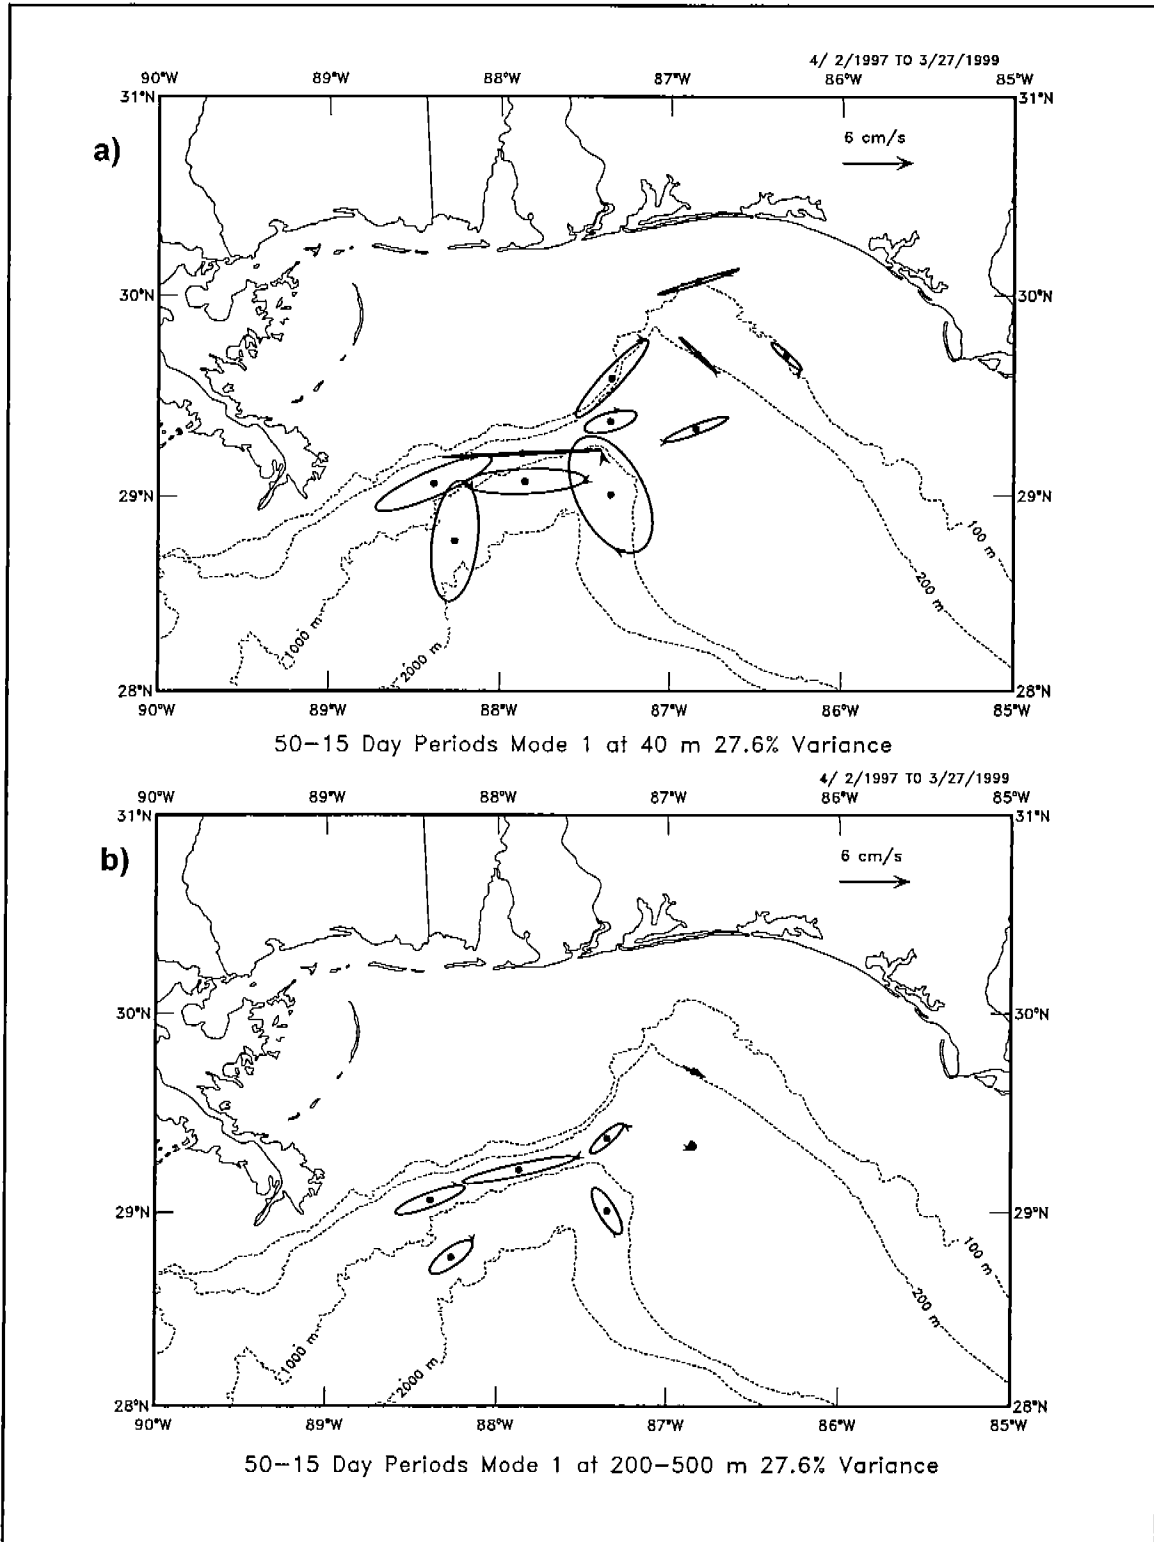 4/ 2/1997 TO 3/27/1999
90°W 89°W 88°W 87°W 86°W 85°W
31°N 31°N
a)
6 cm/s
30°N 30°N
100 m
29°N 29°N
200 m
1000 m
2000 m
28°N 28°N
90°W 89°W 88°W 87°W 86°W 85°W
50-15 Day Periods Mode 1 at 40 m 27.6% Variance
4/ 2/1997 TO 3/27/1999
90°W 89°W 88°W 87°W 86°W 85°W
31°N 31°N
b)
6 cm/s
30°N 30°N
29°N 29°N
100 m
200 m
1000 m
2000 m
28°N 28°N
90°W 89°W 88°W 87°W 86°W 85°W
50-15 Day Periods Mode 1 at 200-500 m 27.6% Variance